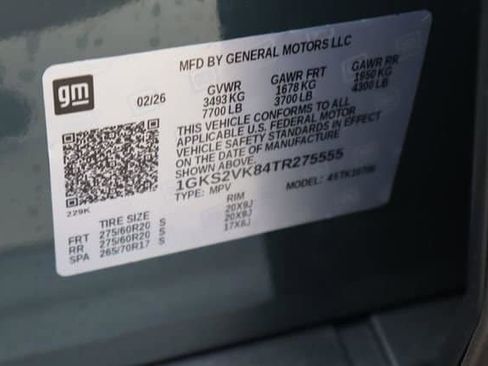 MFD BY GENERAL MOTORS LLC
gm
02/26
GVWR GAWR FRT GAWR RR
3493 KG 1678 KG 1950 KG
7700 LB 3700 LB 4300 LB
THIS VEHICLE CONFORMS TO ALL
APPLICABLE U.S. FEDERAL MOTOR
VEHICLE SAFETY STANDARDS IN EFFECT
ON THE DATE OF MANUFACTURE
SHOWN ABOVE.
1GKS2VK84TR275555
TYPE: MPV MODEL:
229K
TIRE SIZE RIM
FRT 275/60R20 S 20X9J
RR 275/60R20 S 20X9J
SPA 265/70R17 S 17X8J